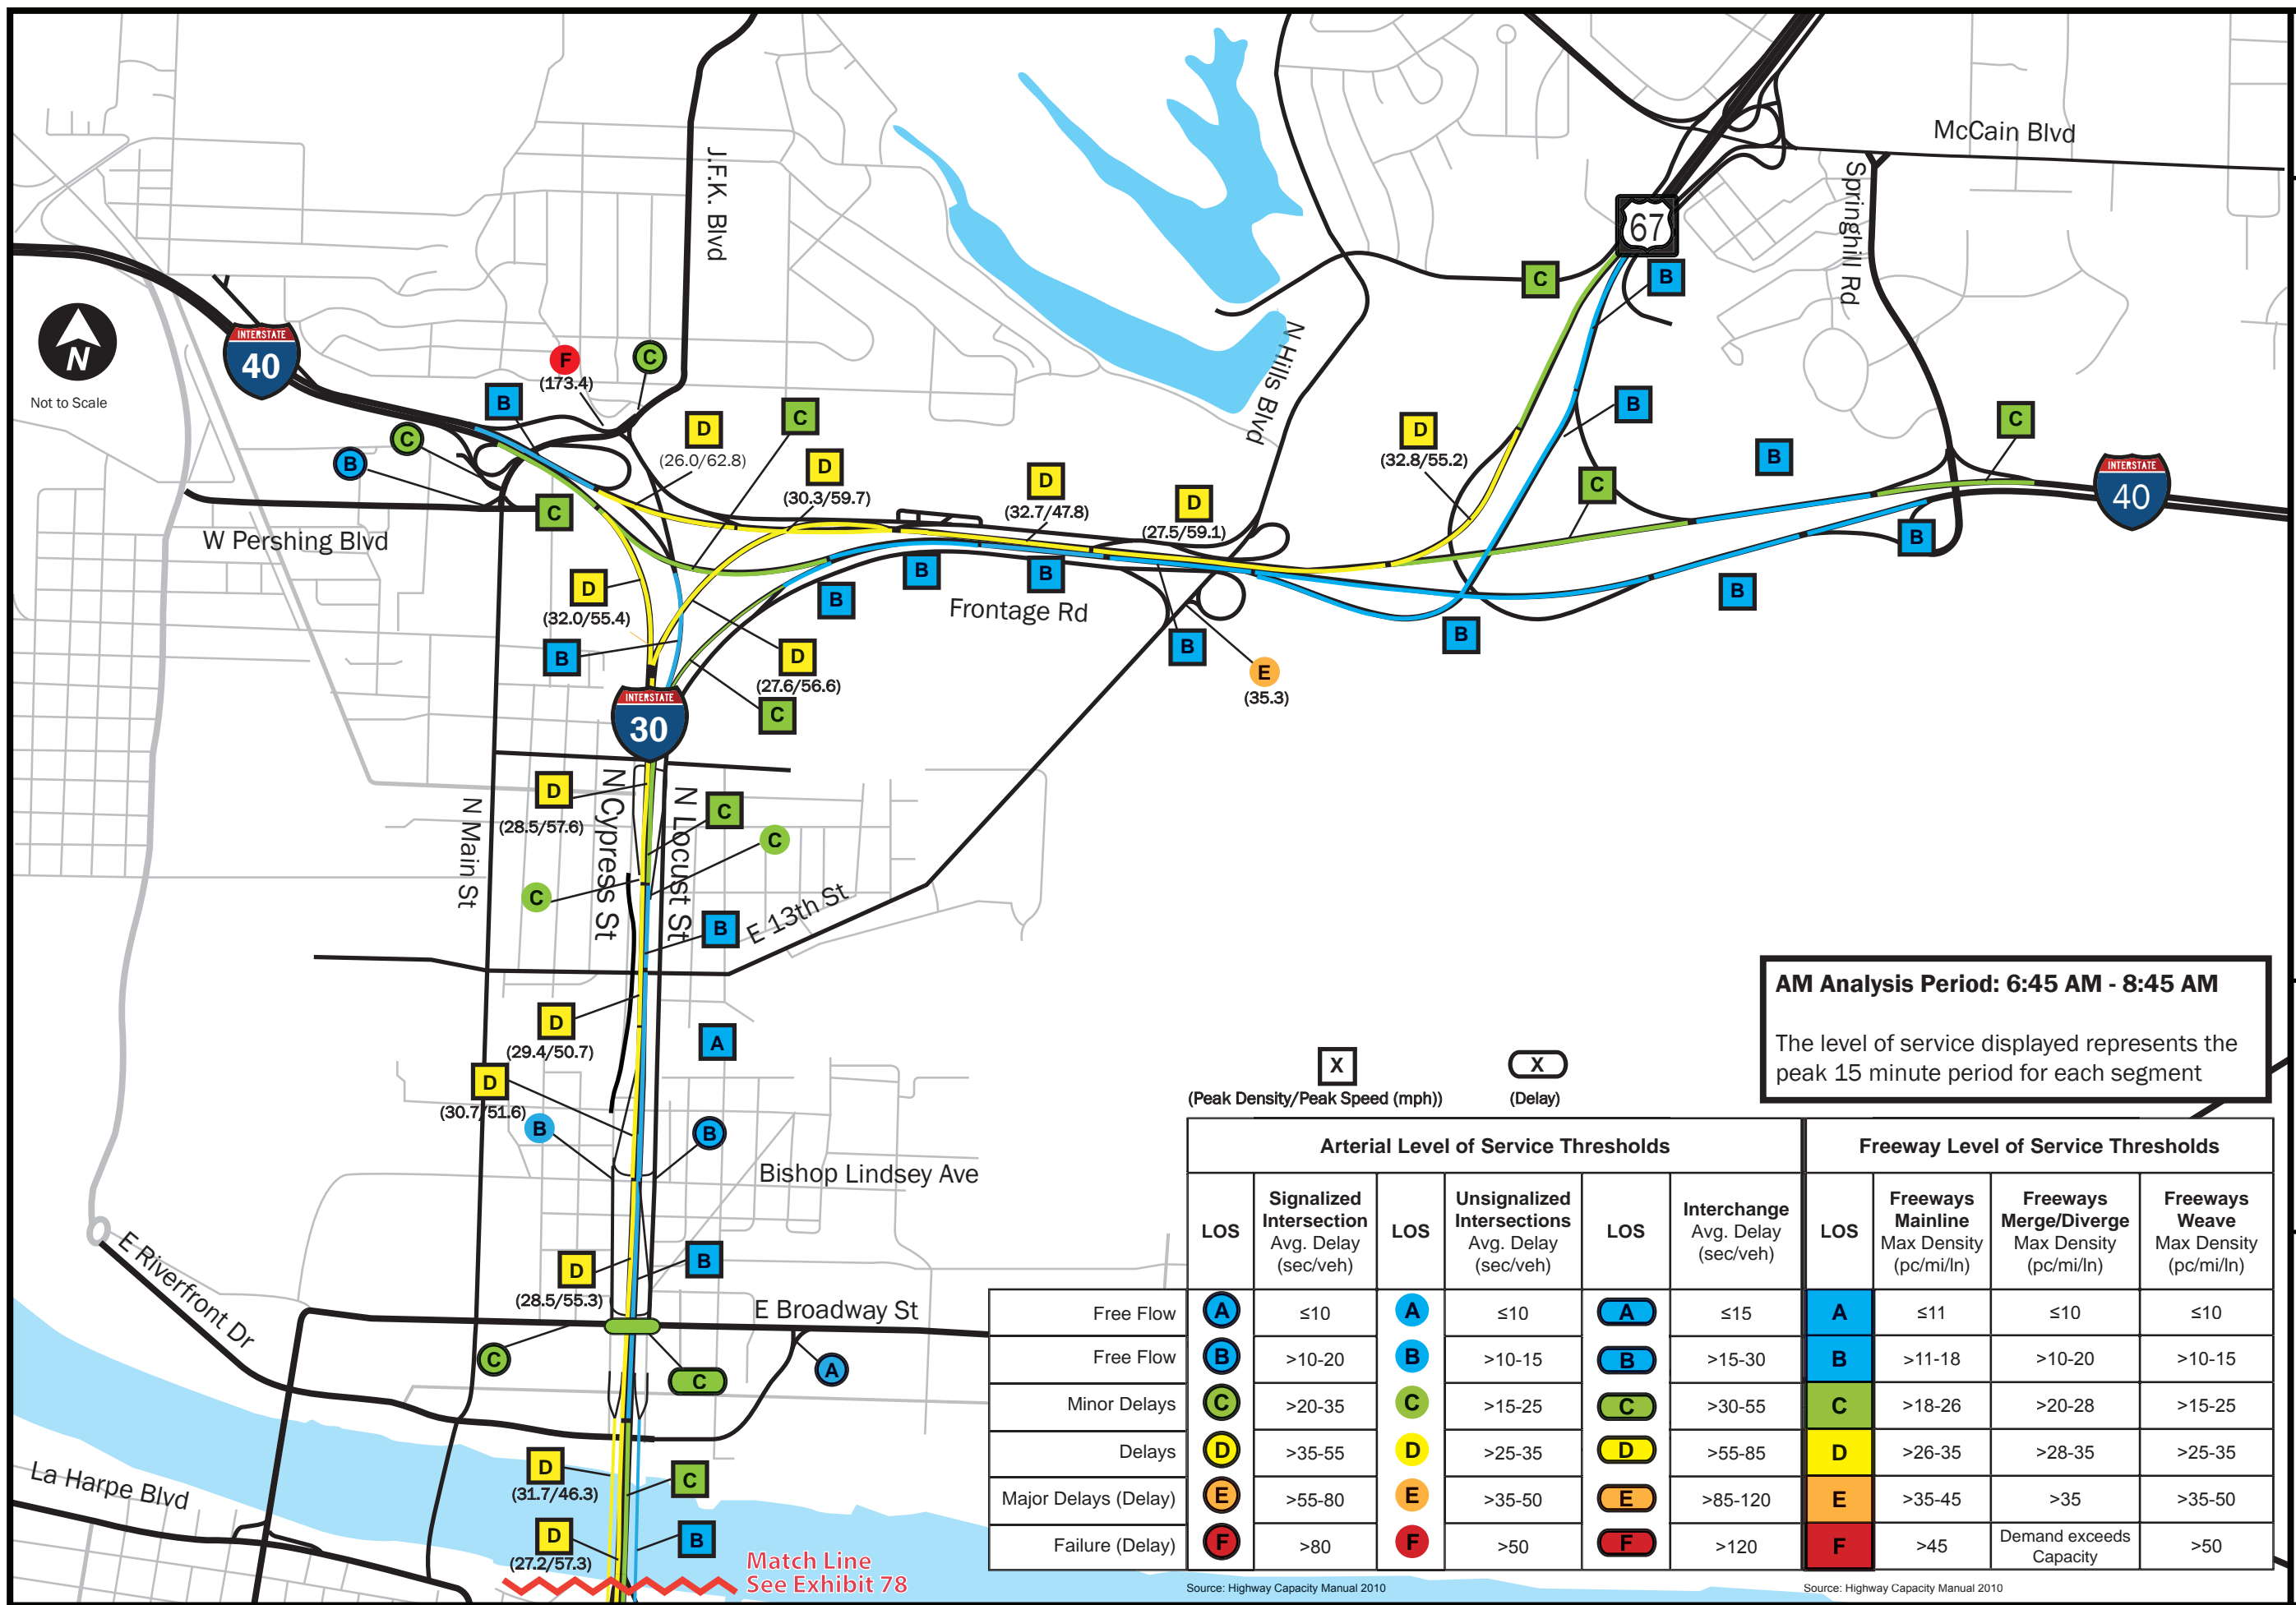 McCain Blvd
J.F.K. Blvd
Springhill Rd
67
C
B
N
Not to Scale
INTERSTATE
40
F
(173.4)
C
N Hills Blvd
B
D
(26.0/62.8)
C
D
(32.8/55.2)
B
C
B
C
B
D
(30.3/59.7)
D
(32.7/47.8)
D
(27.5/59.1)
C
INTERSTATE
40
C
W Pershing Blvd
B
D
(32.0/55.4)
B
B
B
Frontage Rd
B
B
B
B
B
D
(27.6/56.6)
E
(35.3)
C
INTERSTATE
30
D
(28.5/57.6)
N Main St
N Cypress St
N Locust St
C
C
C
E 13th St
B
D
(29.4/50.7)
A
D
(30.7/51.6)
B
B
Bishop Lindsey Ave
D
(28.5/55.3)
B
E Riverfront Dr
E Broadway St
C
C
A
La Harpe Blvd
D
(31.7/46.3)
C
D
(27.2/57.3)
B
Match Line
See Exhibit 78
AM Analysis Period: 6:45 AM - 8:45 AM
The level of service displayed represents the
peak 15 minute period for each segment
X
(Peak Density/Peak Speed (mph))
X
(Delay)
Arterial Level of Service Thresholds
Freeway Level of Service Thresholds
LOS
Signalized
Intersection
Avg. Delay
(sec/veh)
LOS
Unsignalized
Intersections
Avg. Delay
(sec/veh)
LOS
Interchange
Avg. Delay
(sec/veh)
LOS
Freeways
Mainline
Max Density
(pc/mi/ln)
Freeways
Merge/Diverge
Max Density
(pc/mi/ln)
Freeways
Weave
Max Density
(pc/mi/ln)
Free Flow A ≤10 A ≤10 A ≤15 A ≤11 ≤10 ≤10
Free Flow B >10-20 B >10-15 B >15-30 B >11-18 >10-20 >10-15
Minor Delays C >20-35 C >15-25 C >30-55 C >18-26 >20-28 >15-25
Delays D >35-55 D >25-35 D >55-85 D >26-35 >28-35 >25-35
Major Delays (Delay) E >55-80 E >35-50 E >85-120 E >35-45 >35 >35-50
Failure (Delay) F >80 F >50 F >120 F >45 Demand exceeds Capacity >50
Source: Highway Capacity Manual 2010
Source: Highway Capacity Manual 2010